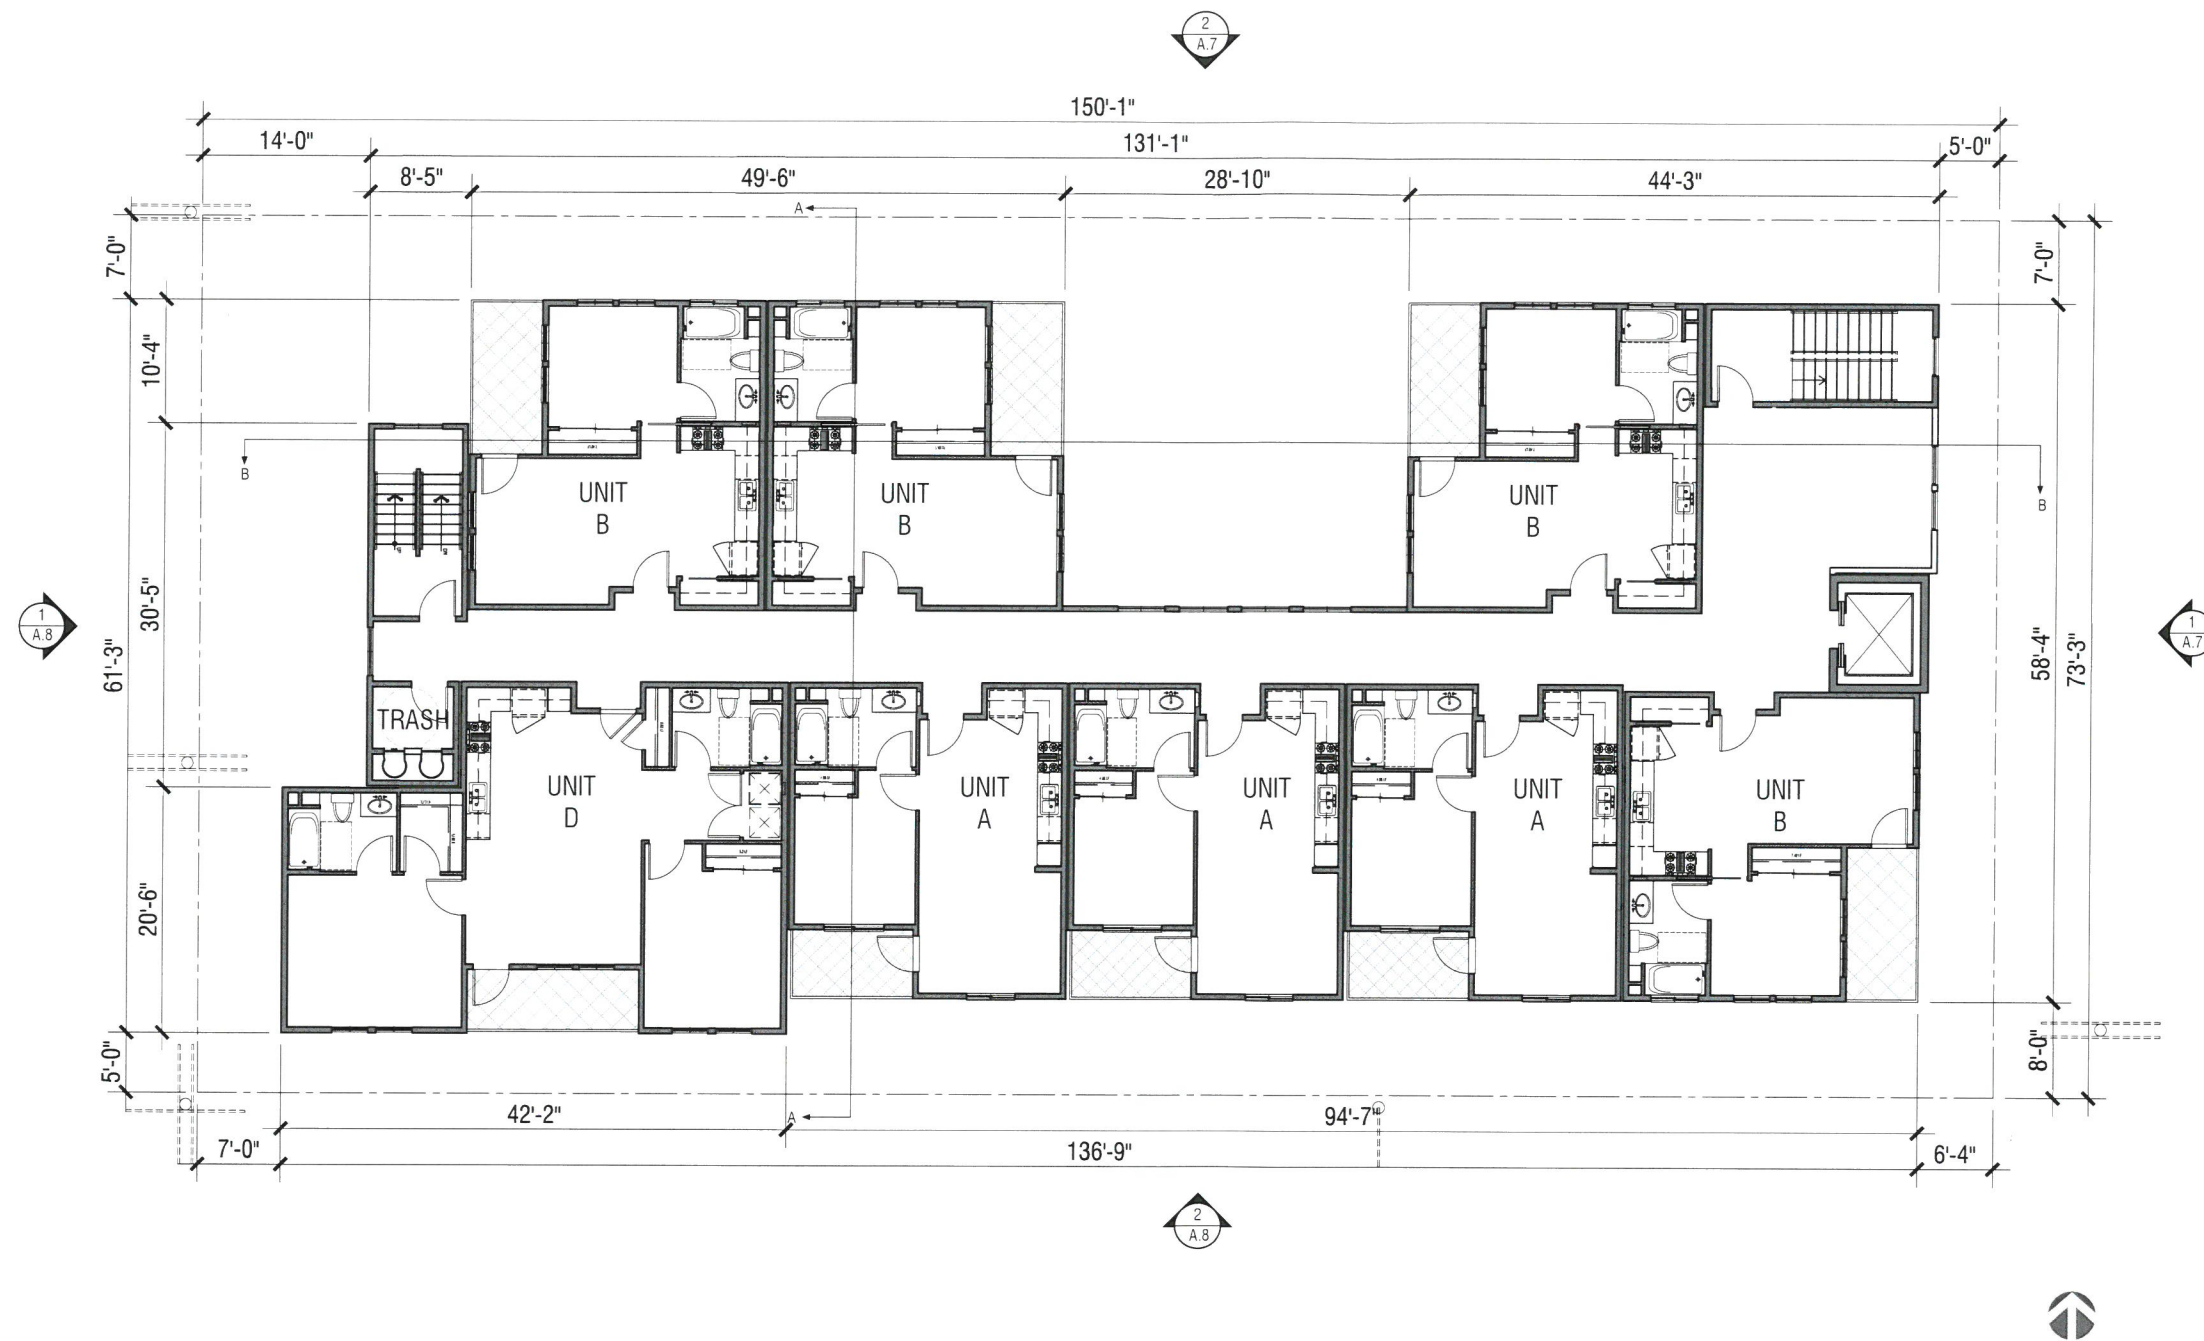 2
A.7
150'-1"
14'-0"
131'-1"
5'-0"
8'-5"
49'-6"
28'-10"
44'-3"
A
7'-0"
7'-0"
10'-4"
B
B
UNIT
B
UNIT
B
UNIT
B
30'-5"
61'-3"
1
A.8
1
A.7
58'-4"
73'-3"
TRASH
UNIT
D
UNIT
A
UNIT
A
UNIT
A
UNIT
B
20'-6"
5'-0"
8'-0"
42'-2"
A
94'-7"
7'-0"
136'-9"
6'-4"
2
A.8